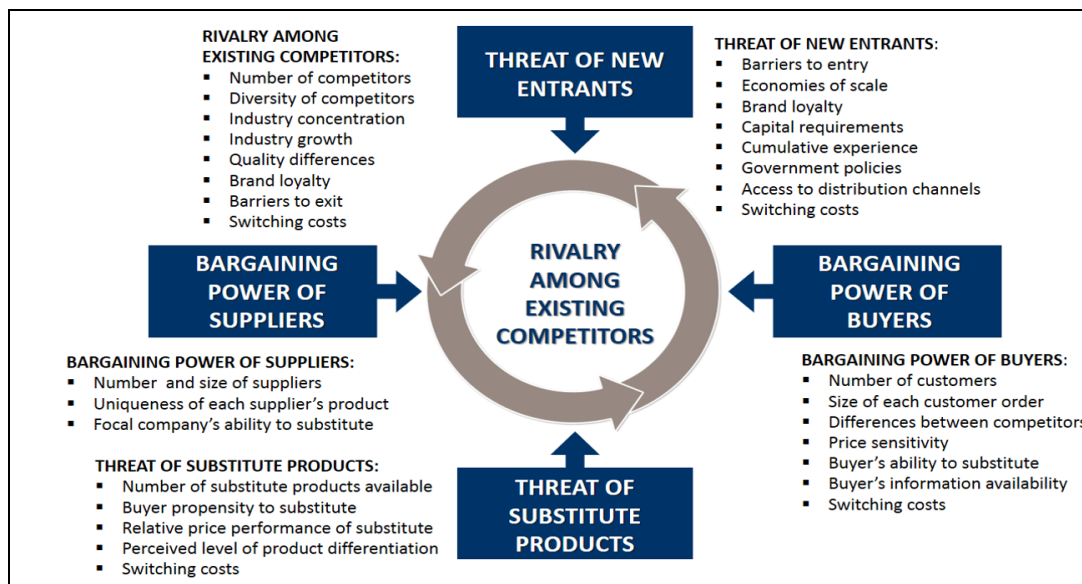 RIVALRY AMONG
EXISTING COMPETITORS:
▪ Number of competitors
▪ Diversity of competitors
▪ Industry concentration
▪ Industry growth
▪ Quality differences
▪ Brand loyalty
▪ Barriers to exit
▪ Switching costs
THREAT OF NEW
ENTRANTS
THREAT OF NEW ENTRANTS:
▪ Barriers to entry
▪ Economies of scale
▪ Brand loyalty
▪ Capital requirements
▪ Cumulative experience
▪ Government policies
▪ Access to distribution channels
▪ Switching costs
BARGAINING
POWER OF
SUPPLIERS
RIVALRY
AMONG
EXISTING
COMPETITORS
BARGAINING
POWER OF
BUYERS
BARGAINING POWER OF SUPPLIERS:
▪ Number and size of suppliers
▪ Uniqueness of each supplier's product
▪ Focal company's ability to substitute
BARGAINING POWER OF BUYERS:
▪ Number of customers
▪ Size of each customer order
▪ Differences between competitors
▪ Price sensitivity
▪ Buyer's ability to substitute
▪ Buyer's information availability
▪ Switching costs
THREAT OF SUBSTITUTE PRODUCTS:
▪ Number of substitute products available
▪ Buyer propensity to substitute
▪ Relative price performance of substitute
▪ Perceived level of product differentiation
▪ Switching costs
THREAT OF
SUBSTITUTE
PRODUCTS